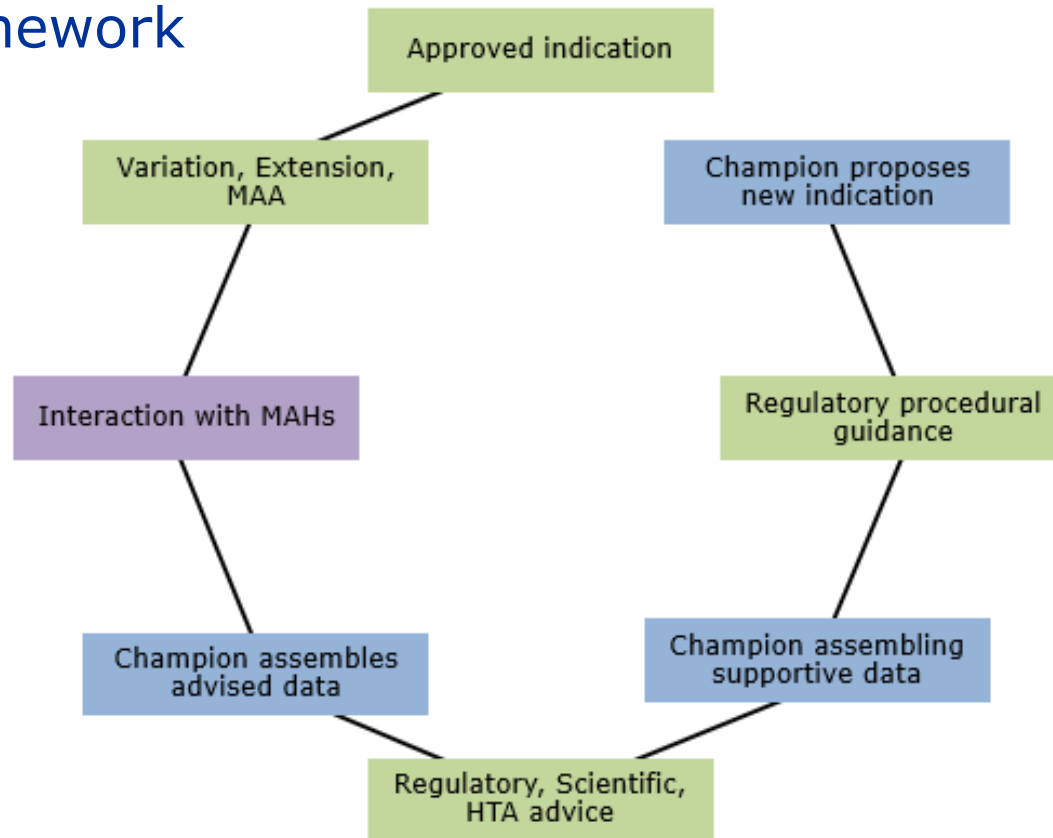 Approved indication
Variation, Extension,
MAA
Champion proposes
new indication
Interaction with MAHs
Regulatory procedural
guidance
Champion assembles
advised data
Champion assembling
supportive data
Regulatory, Scientific,
HTA advice